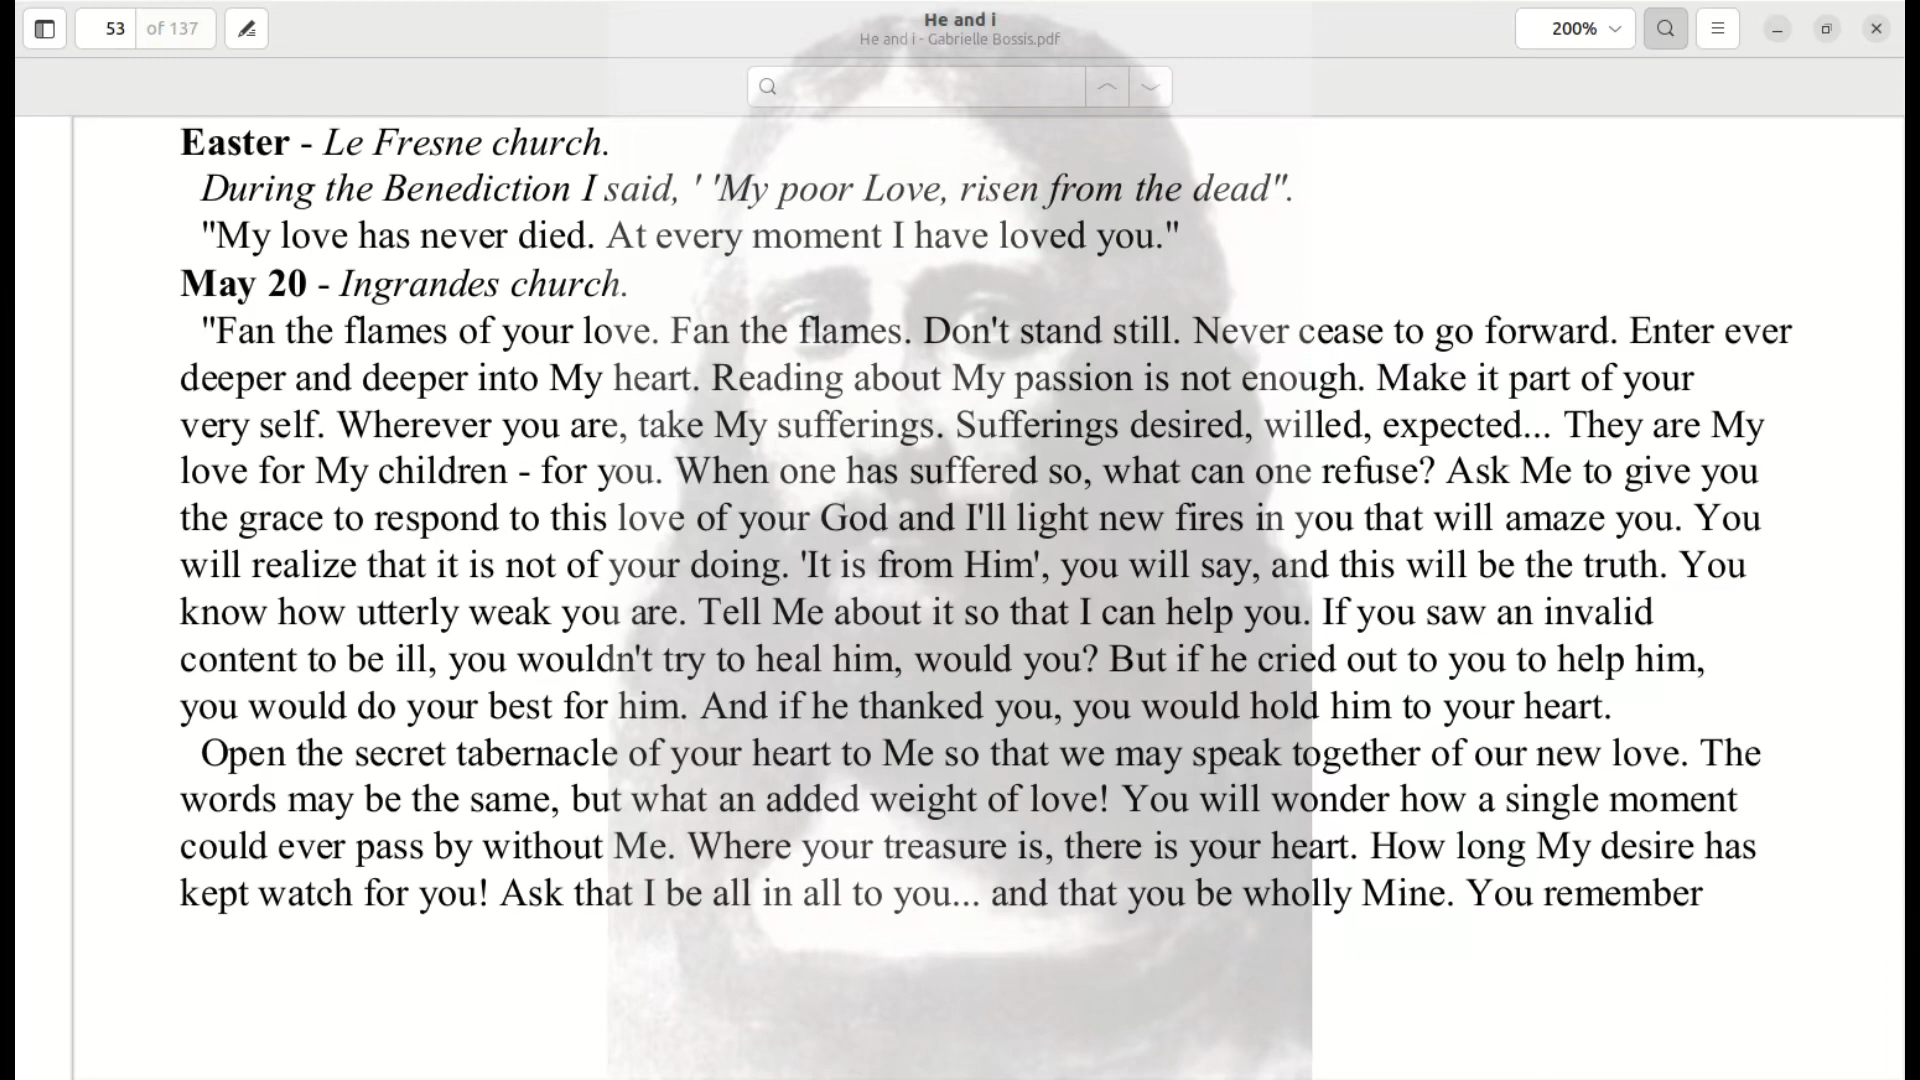 53 of 137
He and i
He and i - Gabrielle Bossis.pdf
200%
Easter - Le Fresne church.
During the Benediction I said, ' 'My poor Love, risen from the dead".
"My love has never died. At every moment I have loved you."
May 20 - Ingrandes church.
"Fan the flames of your love. Fan the flames. Don't stand still. Never cease to go forward. Enter ever
deeper and deeper into My heart. Reading about My passion is not enough. Make it part of your
very self. Wherever you are, take My sufferings. Sufferings desired, willed, expected... They are My
love for My children - for you. When one has suffered so, what can one refuse? Ask Me to give you
the grace to respond to this love of your God and I'll light new fires in you that will amaze you. You
will realize that it is not of your doing. 'It is from Him', you will say, and this will be the truth. You
know how utterly weak you are. Tell Me about it so that I can help you. If you saw an invalid
content to be ill, you wouldn't try to heal him, would you? But if he cried out to you to help him,
you would do your best for him. And if he thanked you, you would hold him to your heart.
Open the secret tabernacle of your heart to Me so that we may speak together of our new love. The
words may be the same, but what an added weight of love! You will wonder how a single moment
could ever pass by without Me. Where your treasure is, there is your heart. How long My desire has
kept watch for you! Ask that I be all in all to you... and that you be wholly Mine. You remember